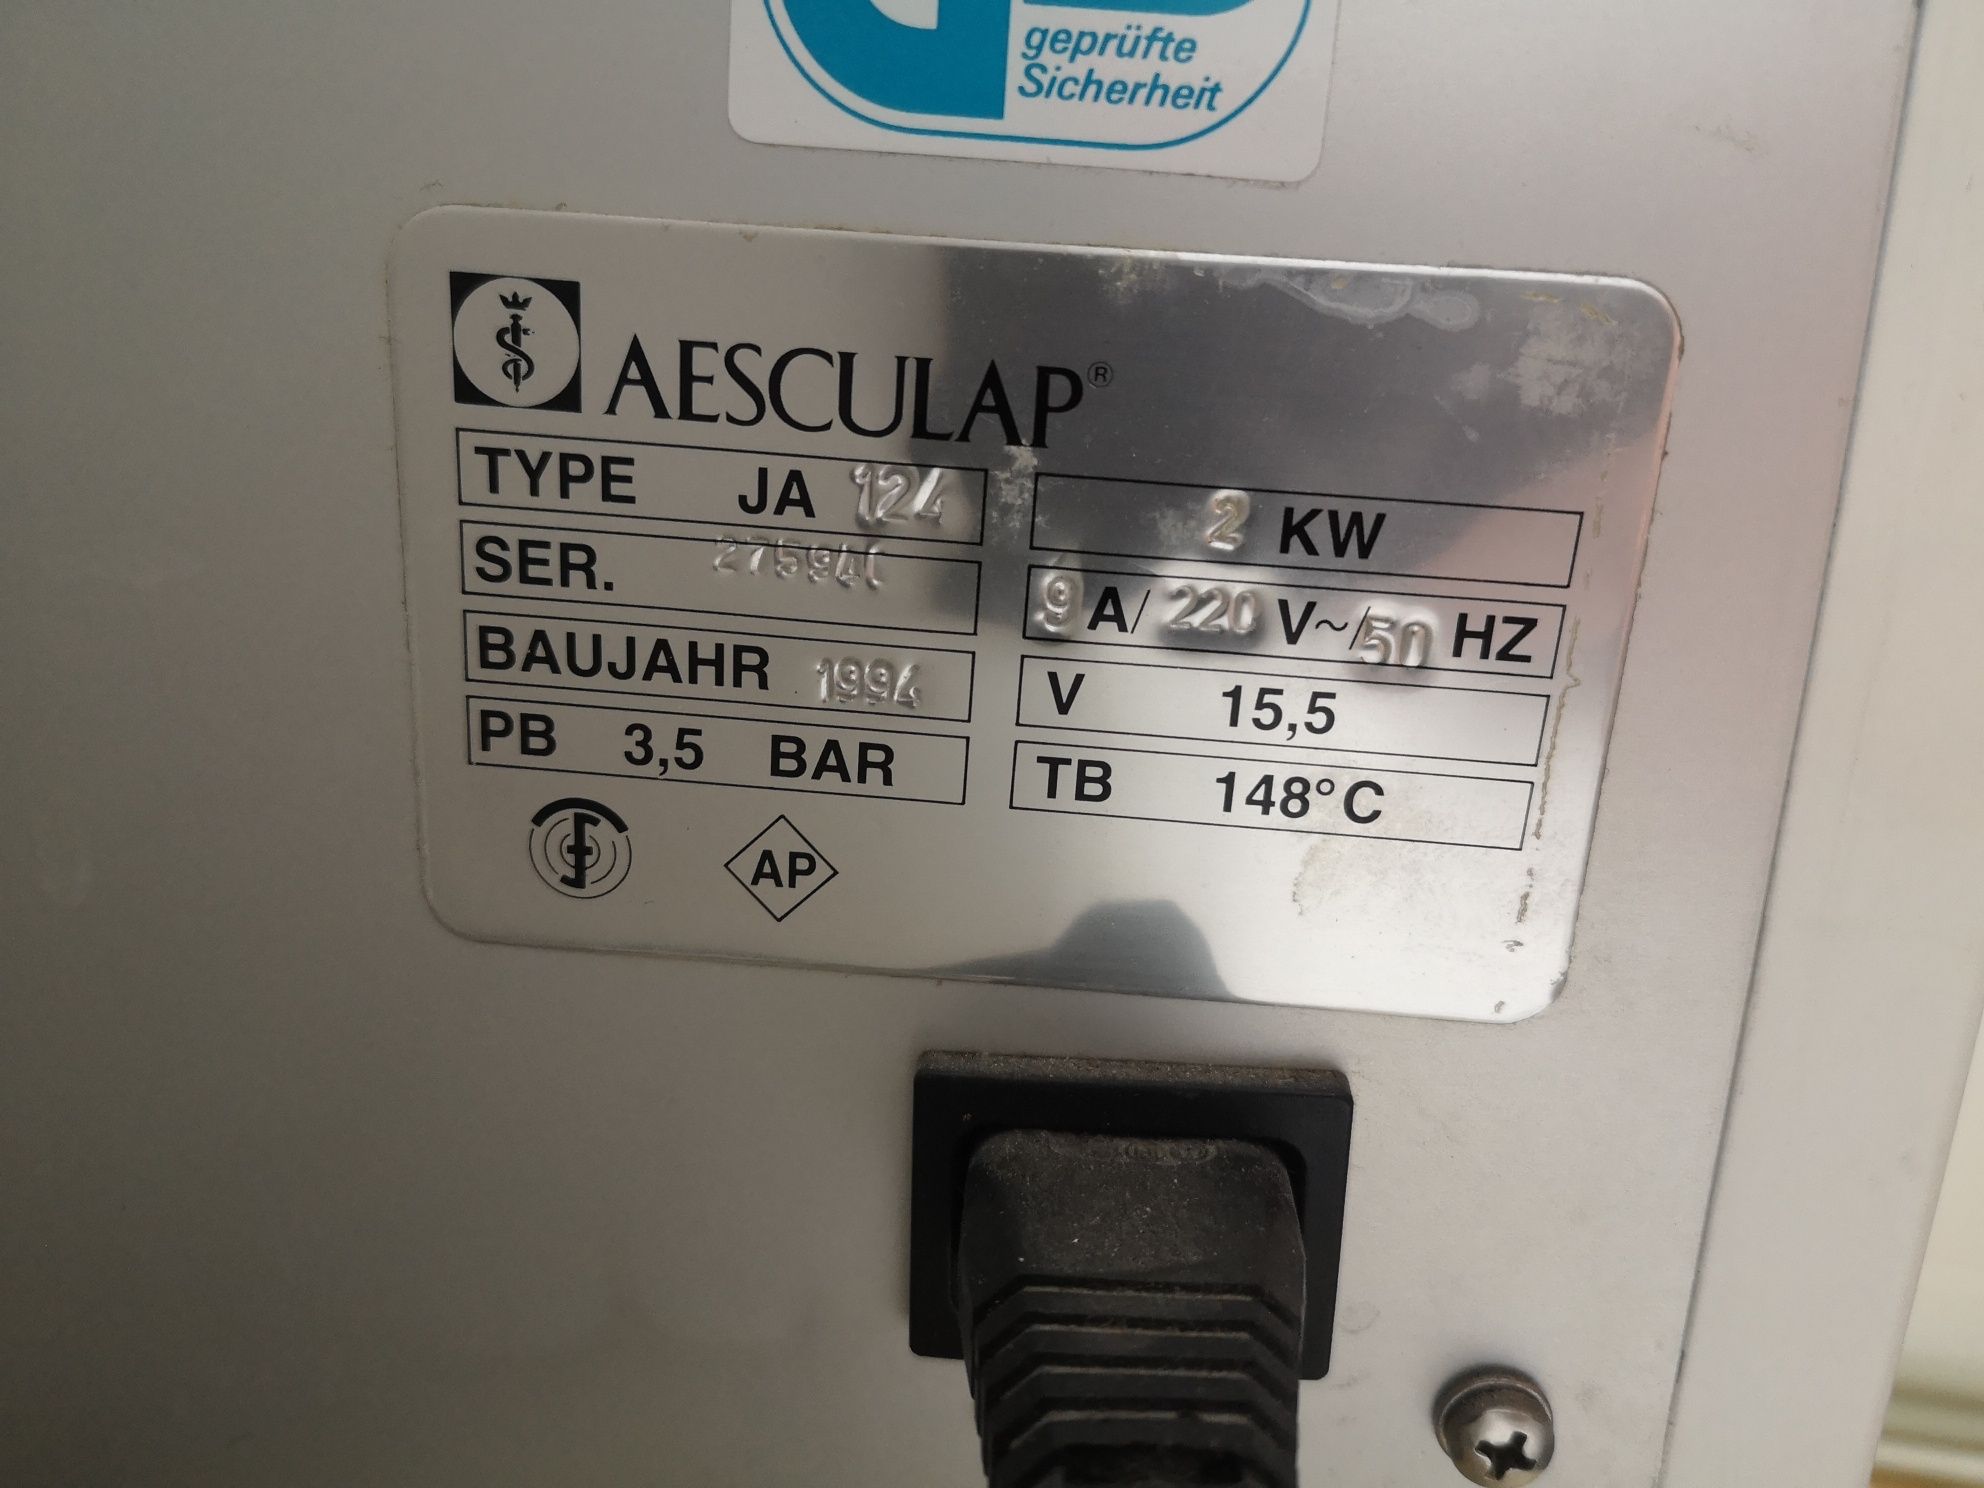 geprüfte
Sicherheit
AESCULAP®
TYPE JA 124
2 KW
SER.
9 A/ 220 V~/50 HZ
BAUJAHR 1994
V 15,5
PB 3,5 BAR
TB 148°C
AP